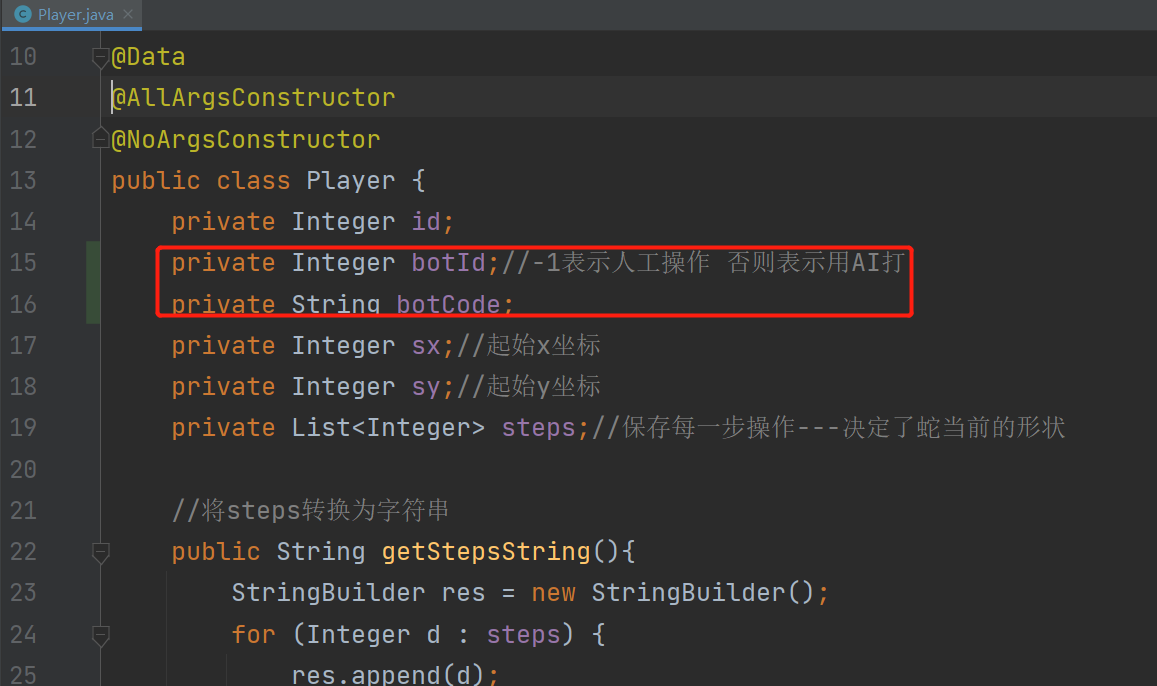 Player.java
10 @Data
11 @AllArgsConstructor
12 @NoArgsConstructor
13 public class Player {
14 private Integer id;
15 private Integer botId;//-1表示人工操作 否则表示用AI打
16 private String botCode;
17 private Integer sx;//起始x坐标
18 private Integer sy;//起始y坐标
19 private List<Integer> steps;//保存每一步操作---决定了蛇当前的形状
20
21 //将steps转换为字符串
22 public String getStepsString(){
23 StringBuilder res = new StringBuilder();
24 for (Integer d : steps) {
25 res.append(d);